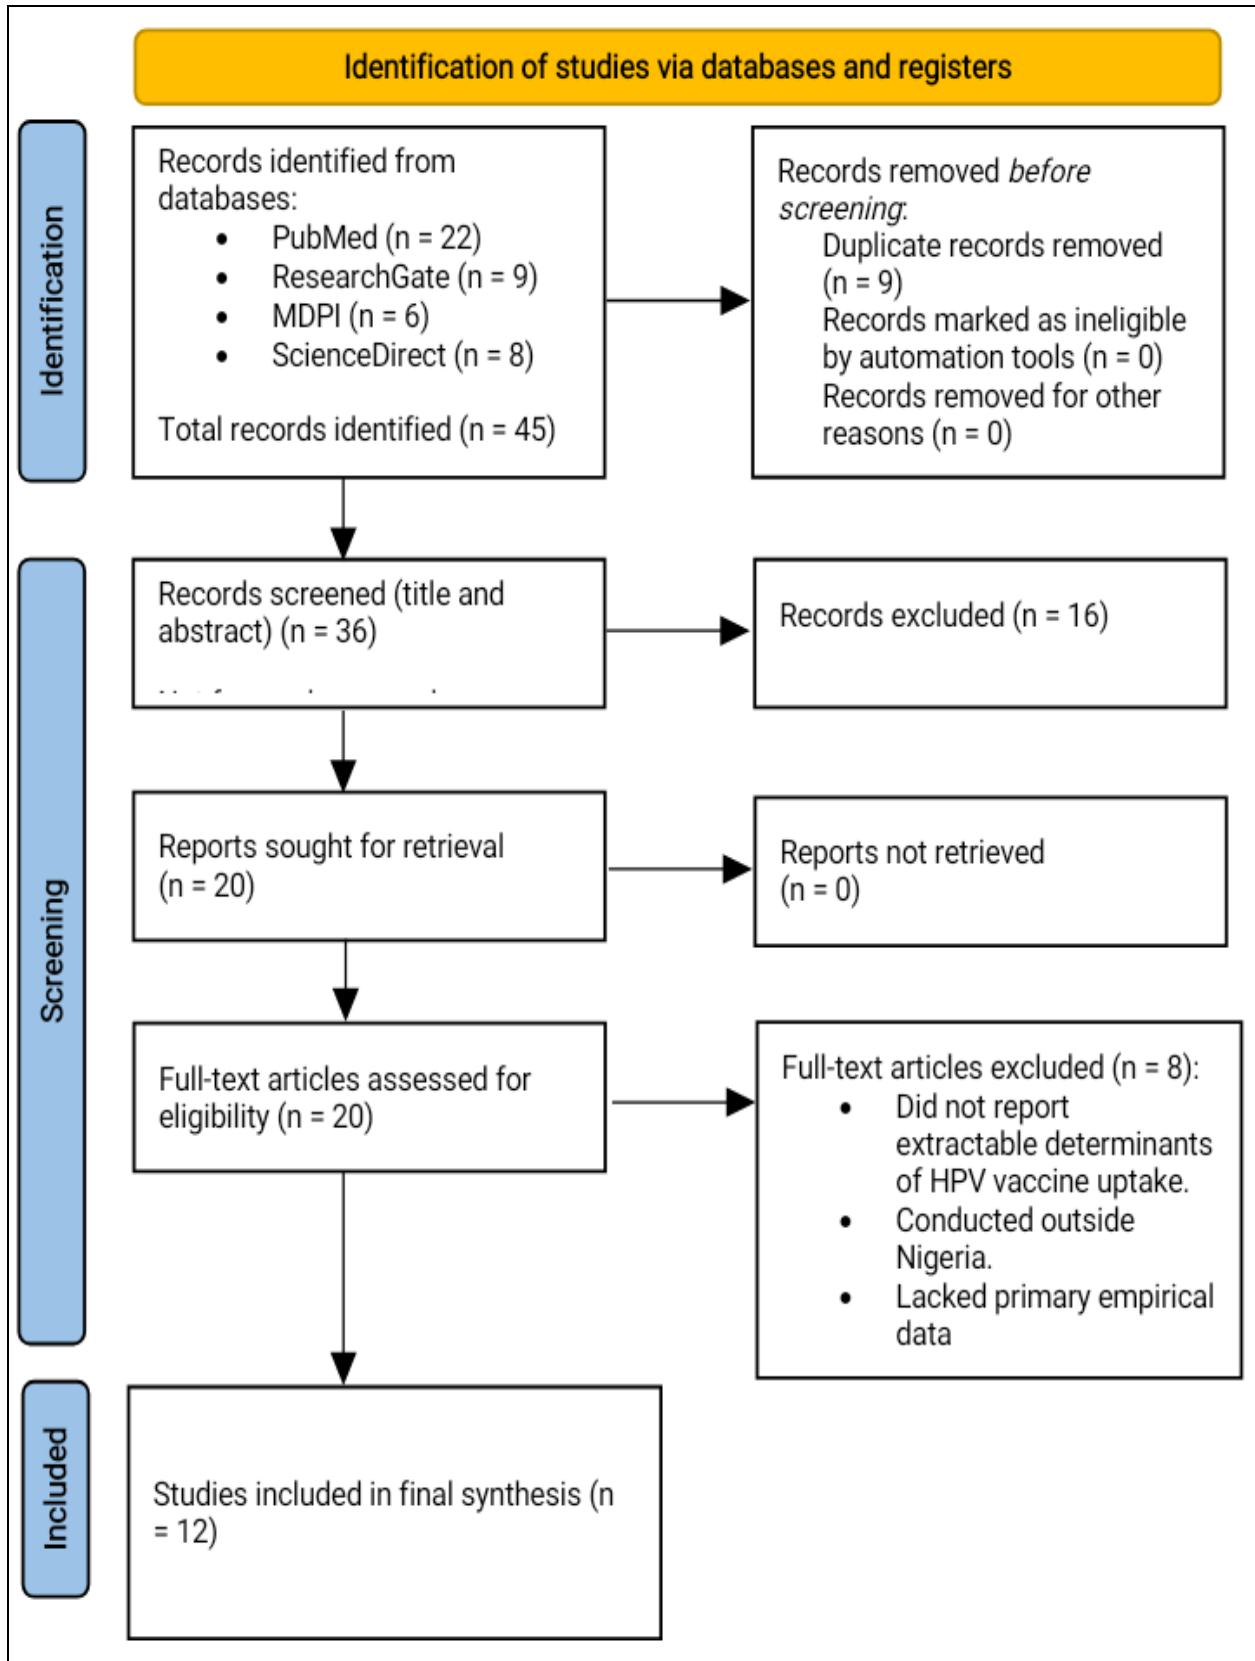 Identification of studies via databases and registers
Identification
Records identified from
databases:
• PubMed (n = 22)
• ResearchGate (n = 9)
• MDPI (n = 6)
• ScienceDirect (n = 8)
Total records identified (n = 45)
Records removed before
screening:
Duplicate records removed
(n = 9)
Records marked as ineligible
by automation tools (n = 0)
Records removed for other
reasons (n = 0)
Screening
Records screened (title and
abstract) (n = 36)
Records excluded (n = 16)
Reports sought for retrieval
(n = 20)
Reports not retrieved
(n = 0)
Full-text articles assessed for
eligibility (n = 20)
Full-text articles excluded (n = 8):
• Did not report
extractable determinants
of HPV vaccine uptake.
• Conducted outside
Nigeria.
• Lacked primary empirical
data
Included
Studies included in final synthesis (n
= 12)